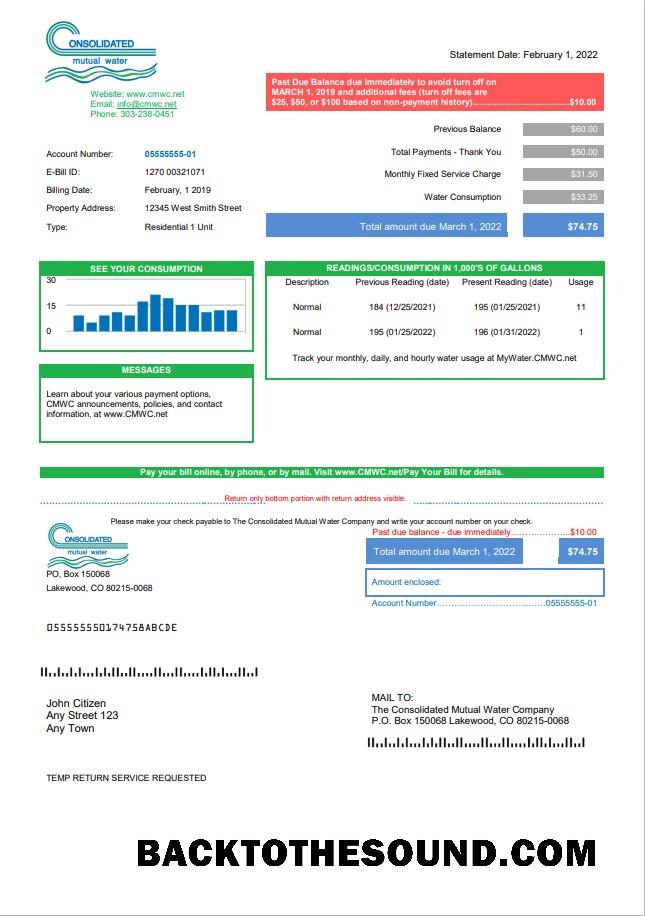 CONSOLIDATED
mutual water
Statement Date: February 1, 2022
Website: www.cmwc.net
Email: info@cmwc.net
Phone: 303-238-0451
Past Due Balance due immediately to avoid turn off on
MARCH 1, 2019 and additional fees (turn off fees are
$25, $50, or $100 based on non-payment history)......................................$10.00
Previous Balance $60.00
Total Payments - Thank You $50.00
Monthly Fixed Service Charge $31.50
Water Consumption $33.25
Total amount due March 1, 2022 $74.75
Account Number: 05555555-01
E-Bill ID: 1270 00321071
Billing Date: February, 1 2019
Property Address: 12345 West Smith Street
Type: Residential 1 Unit
SEE YOUR CONSUMPTION
30
15
0
READINGS/CONSUMPTION IN 1,000'S OF GALLONS
Description Previous Reading (date) Present Reading (date) Usage
Normal 184 (12/25/2021) 195 (01/25/2021) 11
Normal 195 (01/25/2022) 196 (01/31/2022) 1
Track your monthly, daily, and hourly water usage at MyWater.CMWC.net
MESSAGES
Learn about your various payment options,
CMWC announcements, policies, and contact
information, at www.CMWC.net
Pay your bill online, by phone, or by mail. Visit www.CMWC.net/Pay Your Bill for details.
Return only bottom portion with return address visible.
Please make your check payable to The Consolidated Mutual Water Company and write your account number on your check.
CONSOLIDATED
mutual water
PO, Box 150068
Lakewood, CO 80215-0068
Past due balance - due immediately.....................$10.00
Total amount due March 1, 2022 $74.75
Amount enclosed:
Account Number......................................05555555-01
05555555017475BABCDE
John Citizen
Any Street 123
Any Town
MAIL TO:
The Consolidated Mutual Water Company
P.O. Box 150068 Lakewood, CO 80215-0068
TEMP RETURN SERVICE REQUESTED
BACKTOTHESOUND.COM